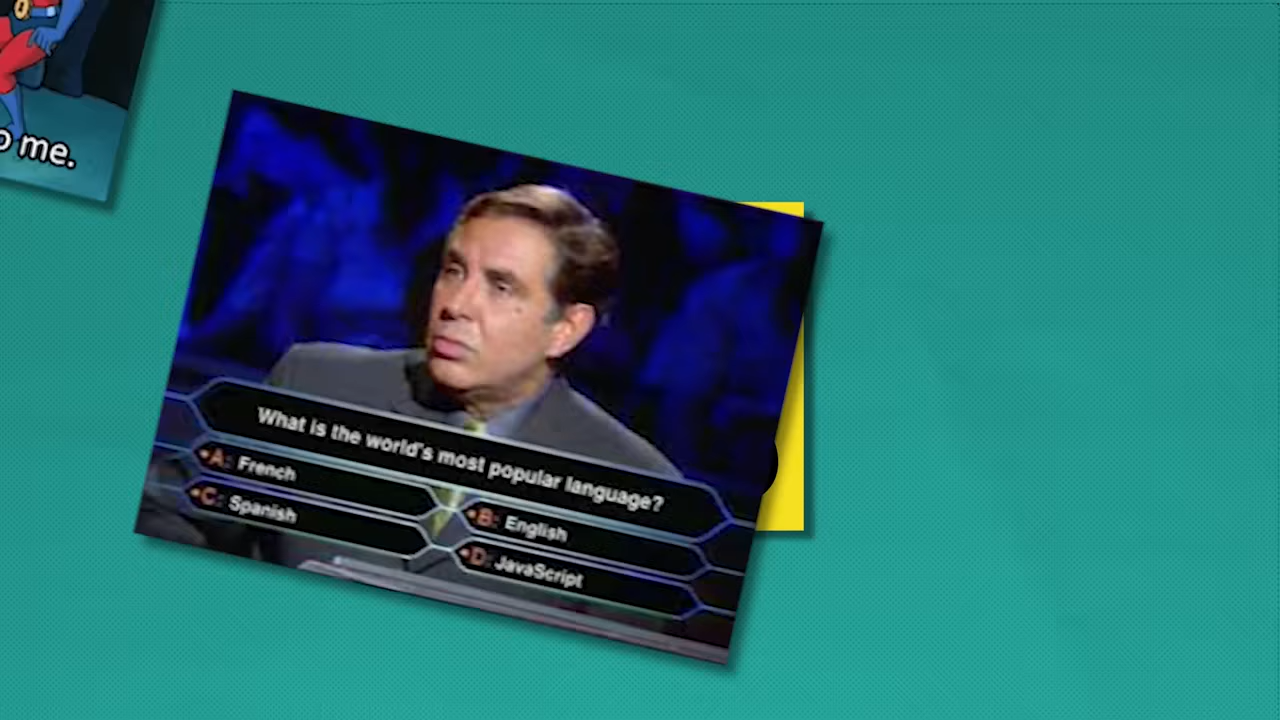 o me.
What is the world's most popular language?
A: French
B: English
C: Spanish
D: JavaScript